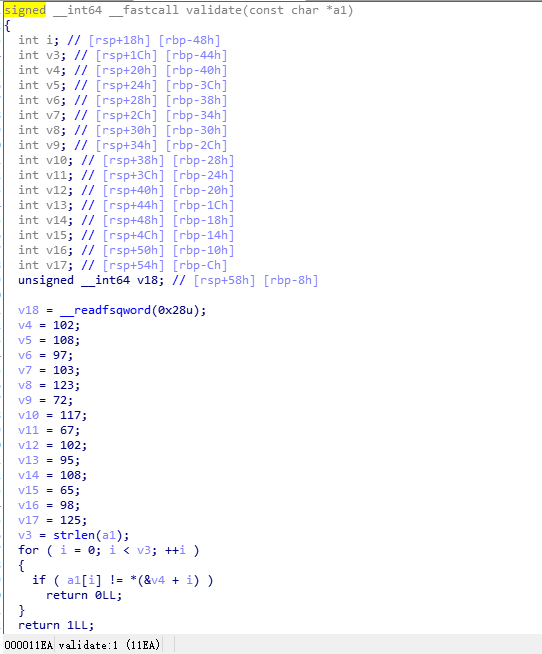 signed __int64 __fastcall validate(const char *a1)
{
  int i; // [rsp+18h] [rbp-48h]
  int v3; // [rsp+1Ch] [rbp-44h]
  int v4; // [rsp+20h] [rbp-40h]
  int v5; // [rsp+24h] [rbp-3Ch]
  int v6; // [rsp+28h] [rbp-38h]
  int v7; // [rsp+2Ch] [rbp-34h]
  int v8; // [rsp+30h] [rbp-30h]
  int v9; // [rsp+34h] [rbp-2Ch]
  int v10; // [rsp+38h] [rbp-28h]
  int v11; // [rsp+3Ch] [rbp-24h]
  int v12; // [rsp+40h] [rbp-20h]
  int v13; // [rsp+44h] [rbp-1Ch]
  int v14; // [rsp+48h] [rbp-18h]
  int v15; // [rsp+4Ch] [rbp-14h]
  int v16; // [rsp+50h] [rbp-10h]
  int v17; // [rsp+54h] [rbp-Ch]
  unsigned __int64 v18; // [rsp+58h] [rbp-8h]

  v18 = __readfsqword(0x28u);
  v4 = 102;
  v5 = 108;
  v6 = 97;
  v7 = 103;
  v8 = 123;
  v9 = 72;
  v10 = 117;
  v11 = 67;
  v12 = 102;
  v13 = 95;
  v14 = 108;
  v15 = 65;
  v16 = 98;
  v17 = 125;
  v3 = strlen(a1);
  for ( i = 0; i < v3; ++i )
  {
    if ( a1[i] != *(&v4 + i) )
      return 0LL;
  }
  return 1LL;
000011EA validate:1 (11EA)